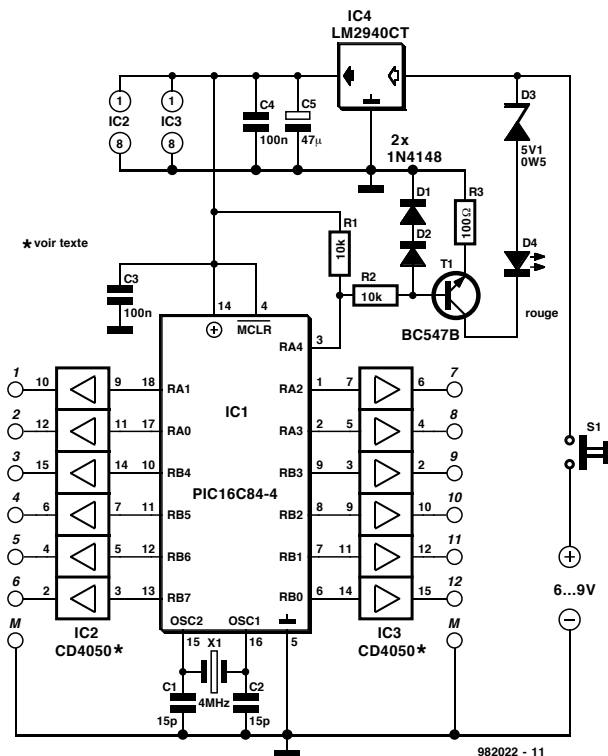 IC4
LM2940CT
1
1
IC2
IC3
8
8
C4
100n
C5
47µ
2x
1N4148
D3
5V1
0W5
D1
D2
R3
100Ω
R1
10k
R2
10k
T1
BC547B
D4
rouge
* voir texte
C3
100n
14
4
MCLR
3
RA4
IC1
PIC16C84-4
1
10
9
18
RA1
2
12
11
17
RA0
3
15
14
10
RB4
4
6
7
11
RB5
5
4
5
12
RB6
6
2
3
13
RB7
RA2
1
7
6
7
RA3
2
5
4
8
RB3
9
3
2
9
RB2
8
9
10
10
RB1
7
11
12
11
RB0
6
14
15
12
S1
6...9V
M
IC2
CD4050*
OSC2
OSC1
15
16
5
IC3
CD4050*
M
X1
4MHz
C1
15p
C2
15p
982022 - 11